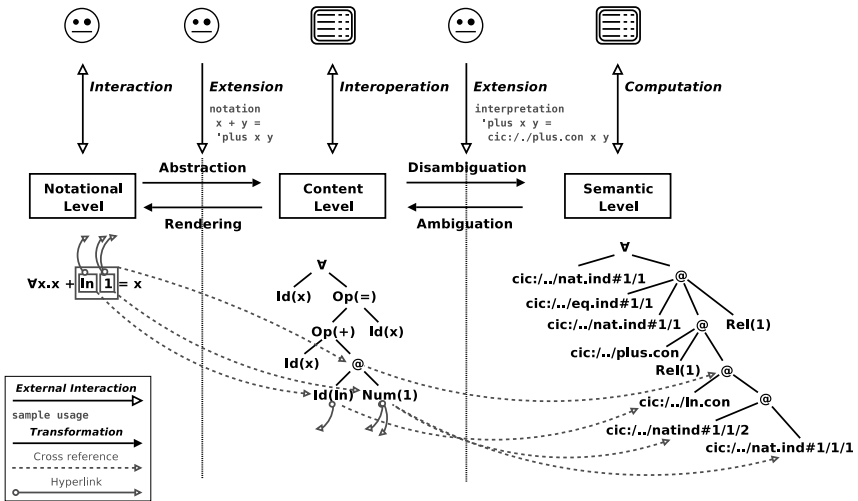 Interaction
Extension
Interoperation
Extension
Computation
notation
x + y =
'plus x y
interpretation
'plus x y =
cic:/./plus.con x y
Abstraction
Disambiguation
Notational
Level
Content
Level
Semantic
Level
Rendering
Ambiguation
∀x.x + ln 1 = x
∀
Id(x) Op(=)
Op(+) Id(x)
Id(x) @
Id(ln) Num(1)
∀
cic:/../nat.ind#1/1 @
cic:/../eq.ind#1/1
cic:/../nat.ind#1/1 @ Rel(1)
cic:/../plus.con
Rel(1) @
cic:/../ln.con @
cic:/../natind#1/1/2
cic:/../nat.ind#1/1/1
External Interaction
sample usage
Transformation
Cross reference
Hyperlink